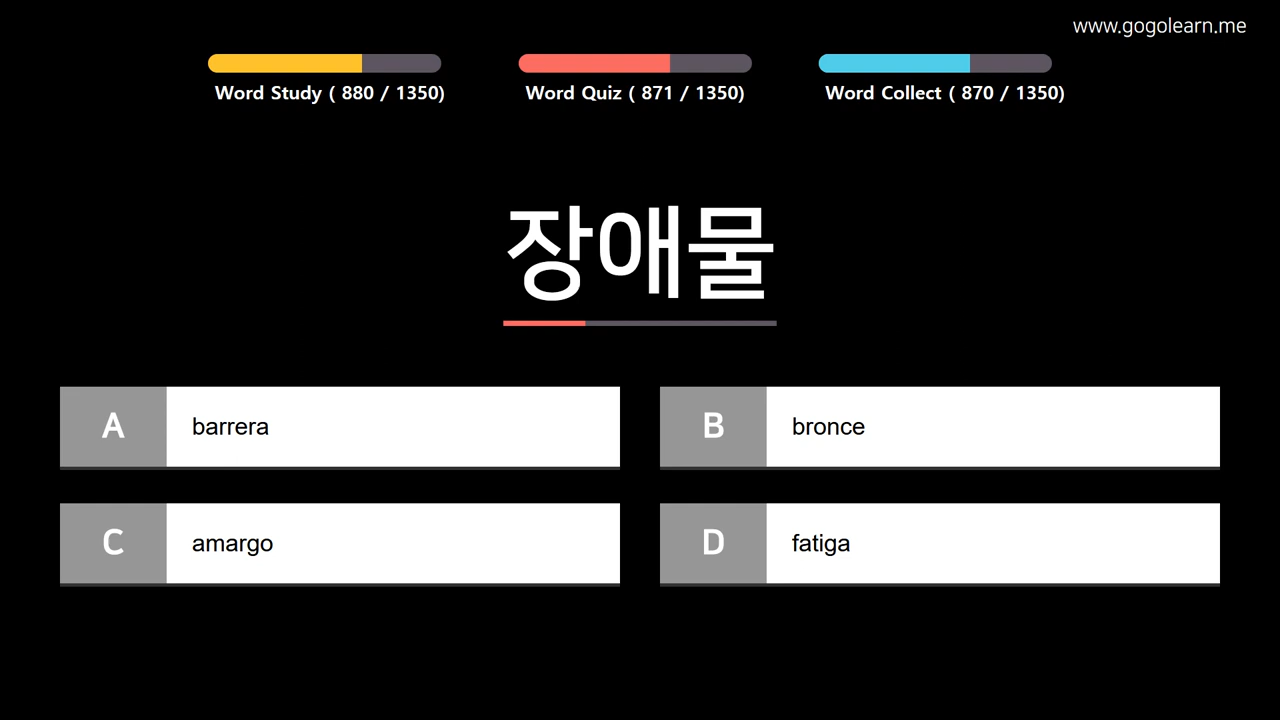 www.gogolearn.me
Word Study ( 880 / 1350)
Word Quiz ( 871 / 1350)
Word Collect ( 870 / 1350)
장애물
A barrera
B bronce
C amargo
D fatiga